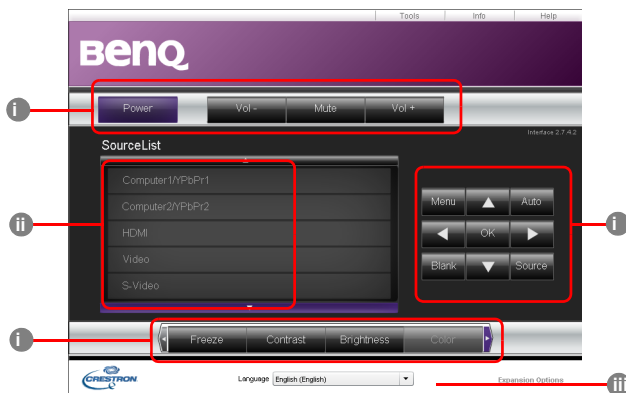 Tools Info Help
BenQ
i Power Vol - Mute Vol +
Interface 2.7.4.2
SourceList
Computer1/YPbPr1
Computer2/YPbPr2
HDMI
Video
S-Video
ii
Menu Auto
OK
Blank Source
i
i Freeze Contrast Brightness Color
CRESTRON Language English (English) Expansion Options iii